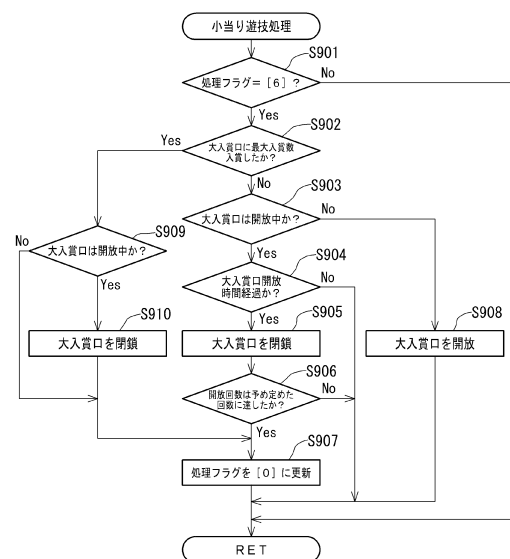 小当り遊技処理
S901
処理フラグ=［6］?
No
Yes
S902
大入賞口に最大入賞数
入賞したか?
Yes
No
S903
大入賞口は開放中か?
No
Yes
S909
大入賞口は開放中か?
No
Yes
S904
大入賞口開放
時間経過か?
No
Yes
S910
大入賞口を閉鎖
S905
大入賞口を閉鎖
S908
大入賞口を開放
S906
開放回数は予め定めた
回数に達したか?
No
Yes
S907
処理フラグを［0］に更新
RET